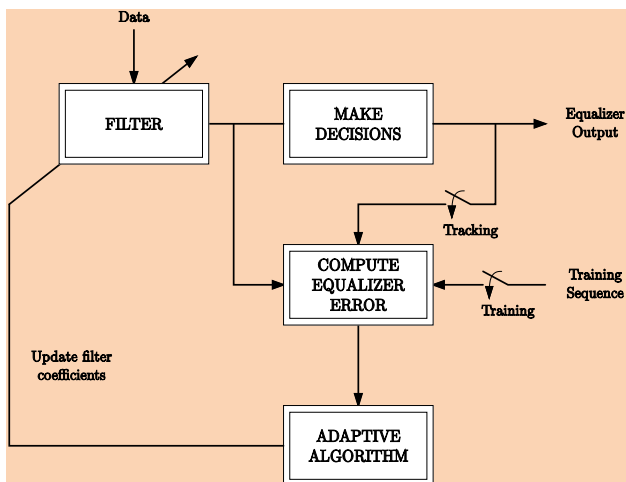 Data
FILTER
MAKE
DECISIONS
Equalizer
Output
Tracking
COMPUTE
EQUALIZER
ERROR
Training
Sequence
Training
Update filter
coefficients
ADAPTIVE
ALGORITHM